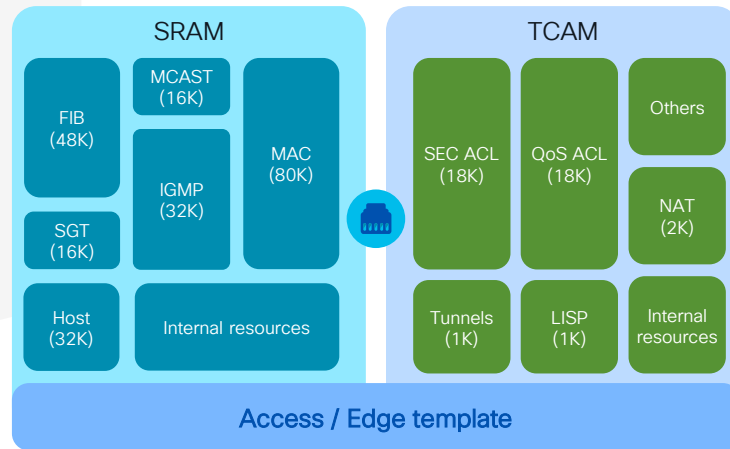 SRAM
FIB
(48K)
MCAST
(16K)
MAC
(80K)
IGMP
(32K)
SGT
(16K)
Host
(32K)
Internal resources
TCAM
SEC ACL
(18K)
QoS ACL
(18K)
Others
NAT
(2K)
Tunnels
(1K)
LISP
(1K)
Internal
resources
Access / Edge template